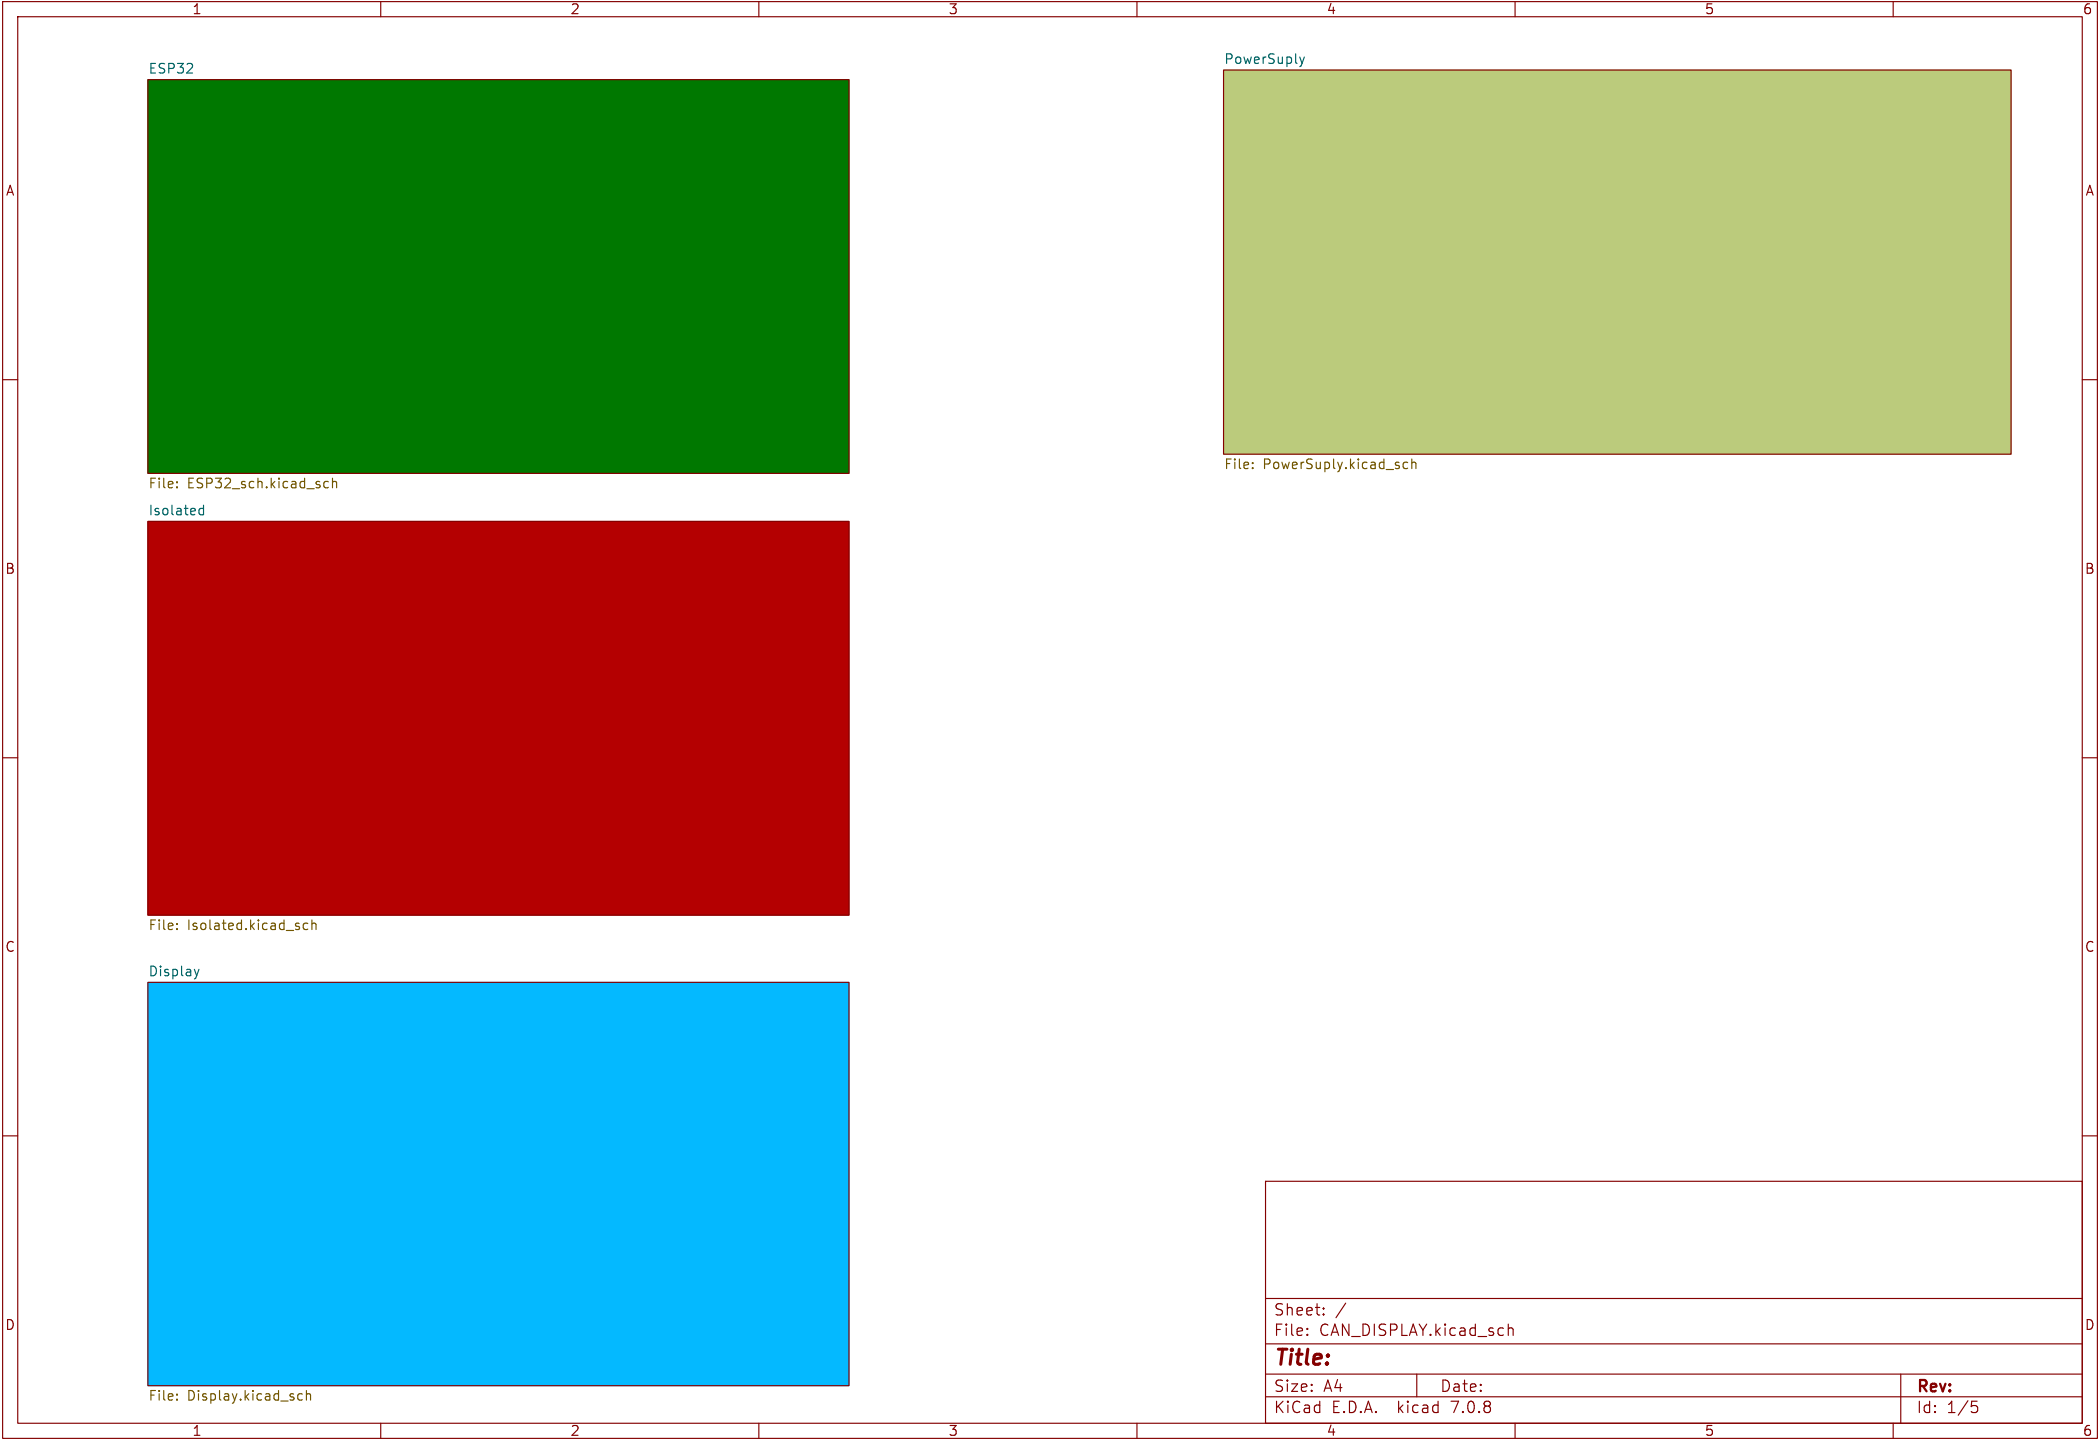 1 2 3 4 5 6
ESP32
PowerSuply
A A
File: PowerSuply.kicad_sch
File: ESP32_sch.kicad_sch
Isolated
B B
File: Isolated.kicad_sch
C C
Display
Sheet: /
File: CAN_DISPLAY.kicad_sch
D D
Title:
Size: A4 Date: Rev:
File: Display.kicad_sch
KiCad E.D.A. kicad 7.0.8 Id: 1/5
1 2 3 4 5 6